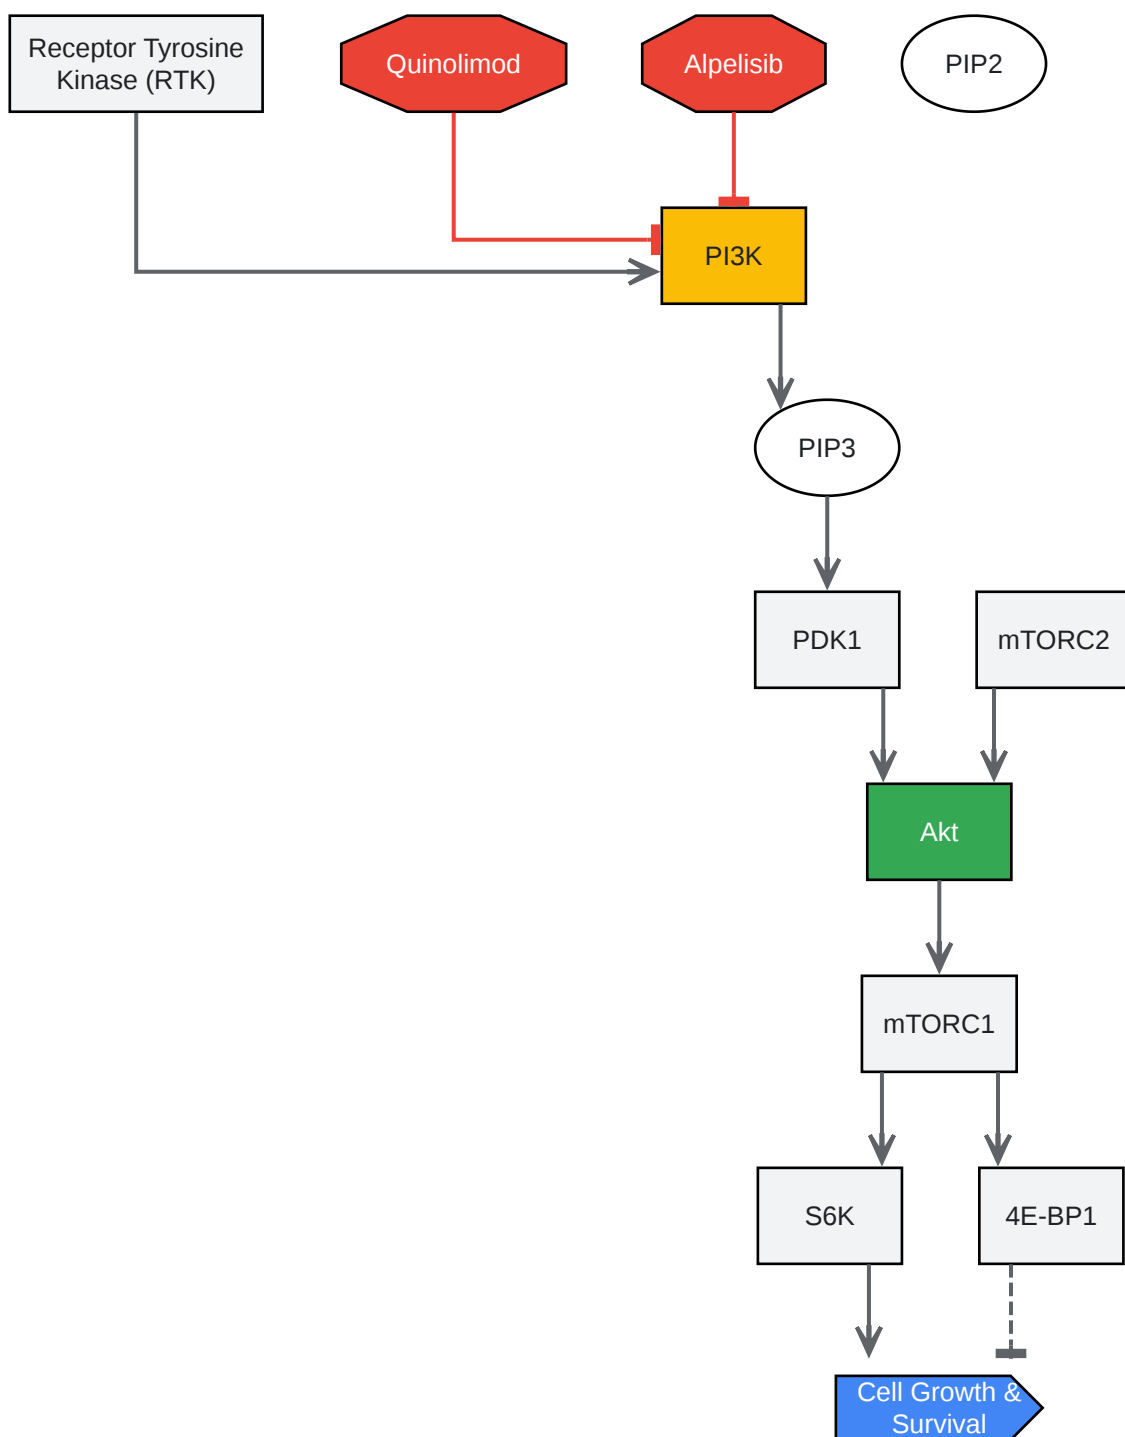 Receptor Tyrosine
Kinase (RTK)
Quinolimod
Alpelisib
PIP2
PI3K
PIP3
PDK1
mTORC2
Akt
mTORC1
S6K
4E-BP1
Cell Growth &
Survival